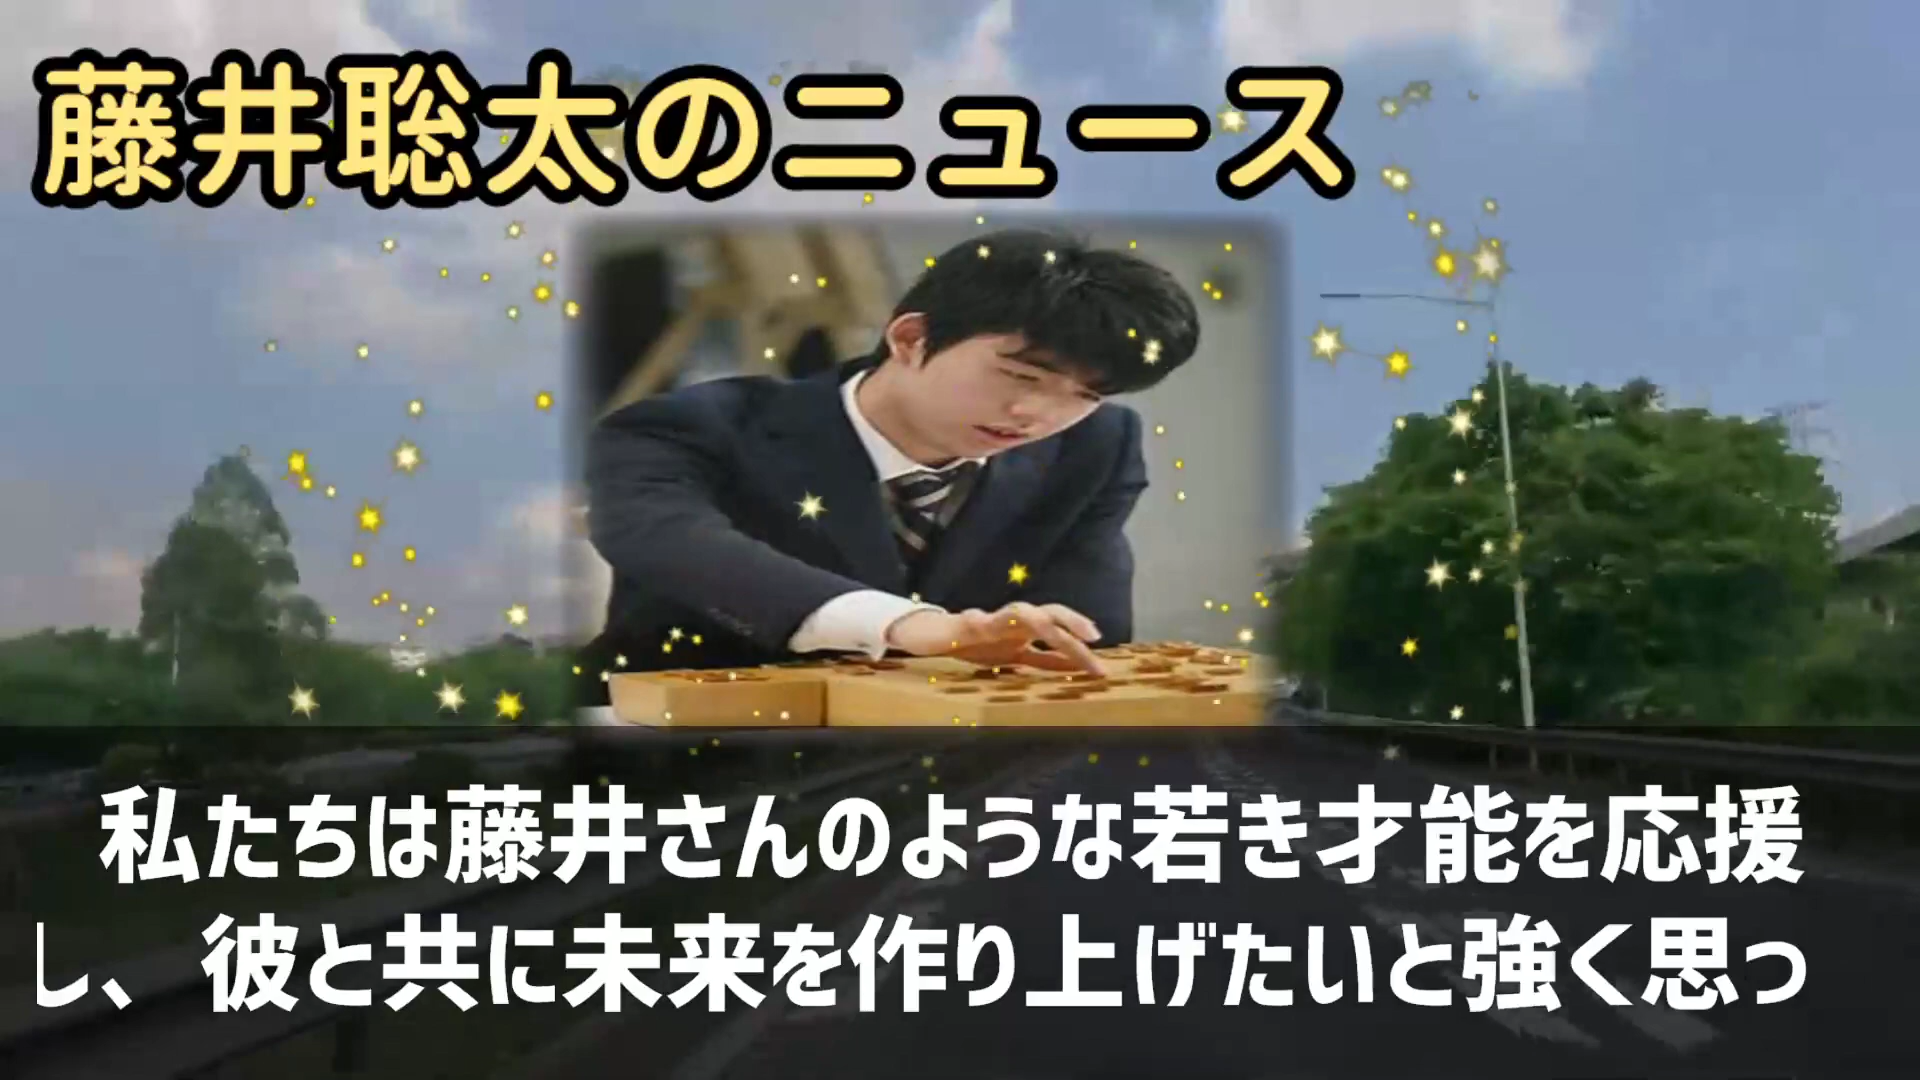 藤井聡太のニュース
私たちは藤井さんのような若き才能を応援
し、彼と共に未来を作り上げたいと強く思っ